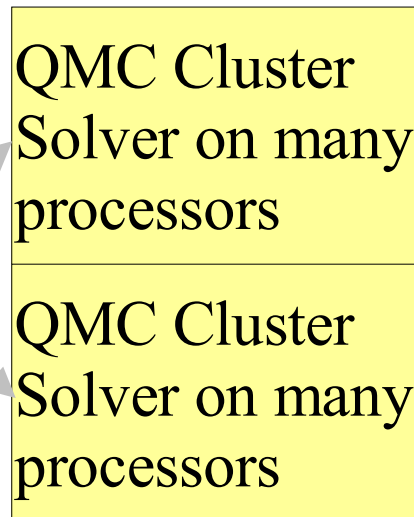 QMC Cluster
Solver on many
processors
QMC Cluster
Solver on many
processors